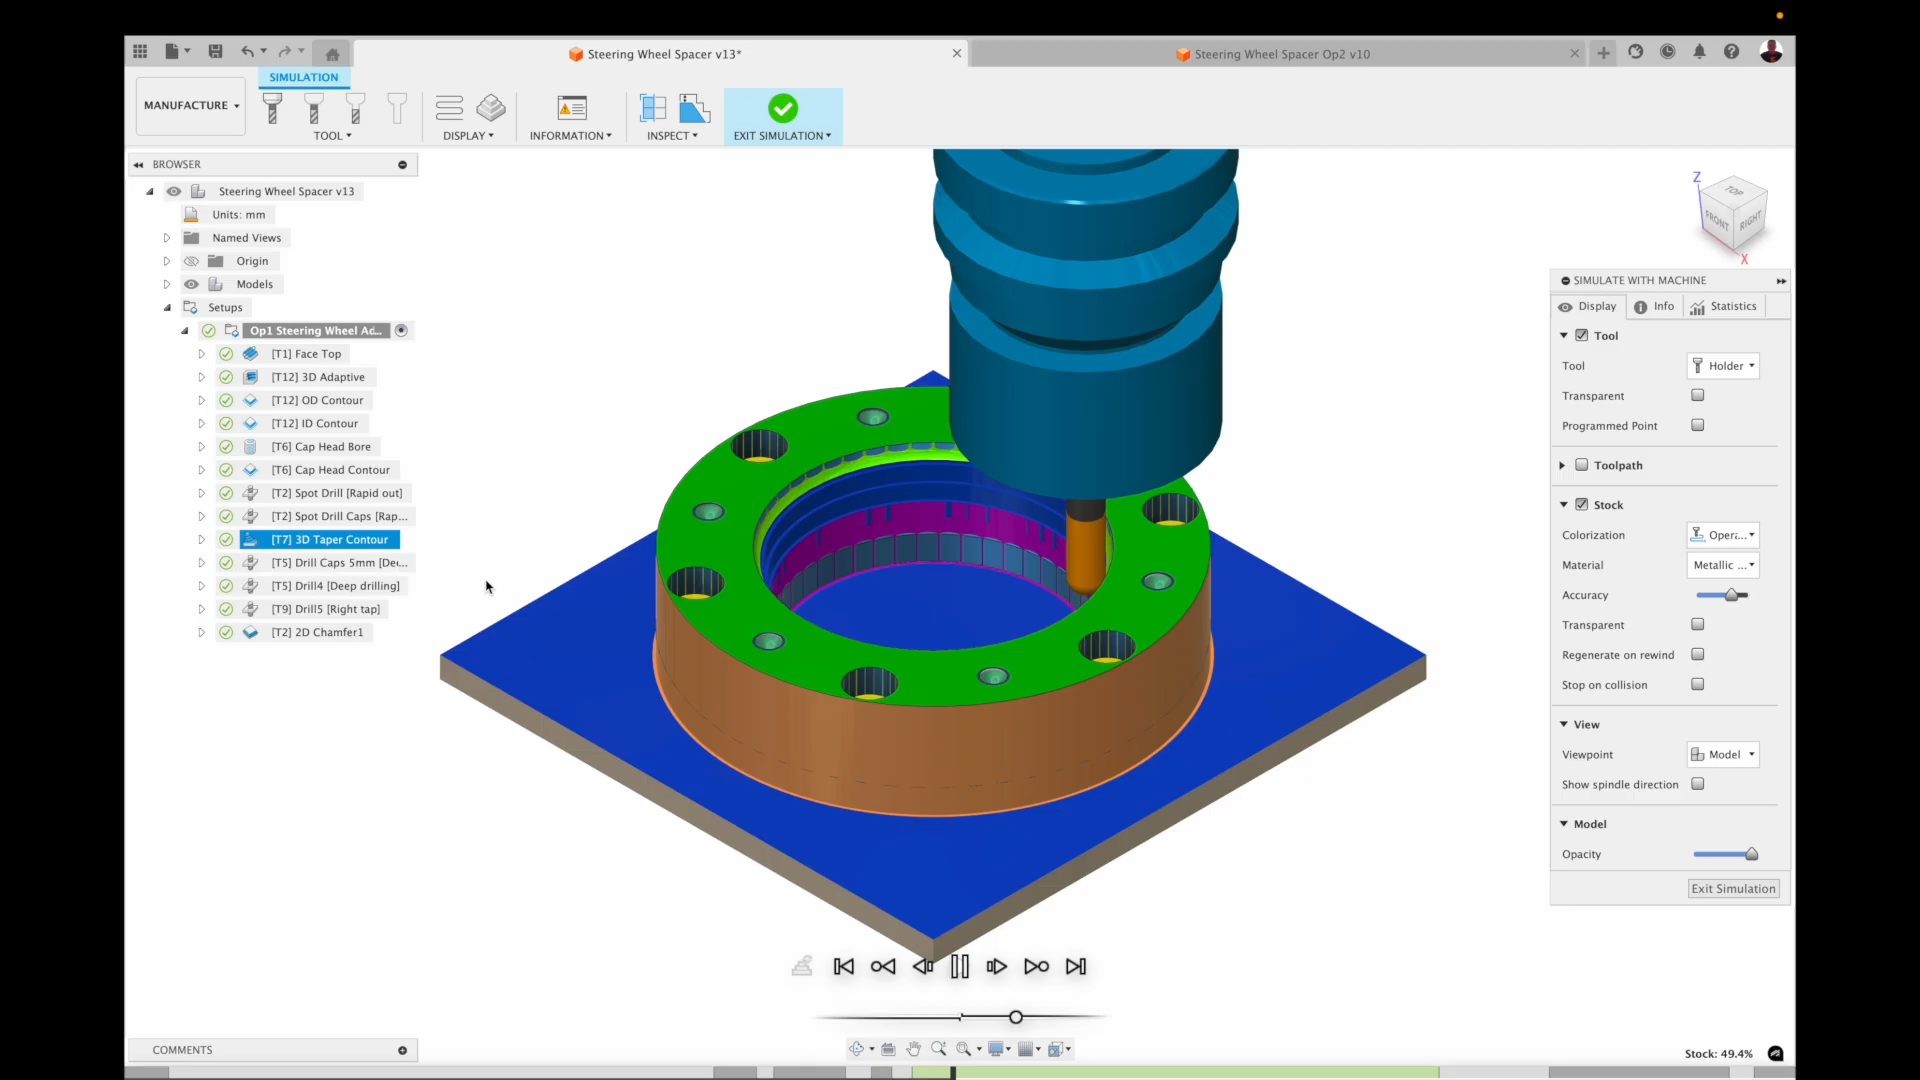 Steering Wheel Spacer v13*
Steering Wheel Spacer Op2 v10
MANUFACTURE
SIMULATION
TOOL
DISPLAY
INFORMATION
INSPECT
EXIT SIMULATION
BROWSER
Steering Wheel Spacer v13
Units: mm
Named Views
Origin
Models
Setups
Op1 Steering Wheel Ad...
[T1] Face Top
[T12] 3D Adaptive
[T12] OD Contour
[T12] ID Contour
[T6] Cap Head Bore
[T6] Cap Head Contour
[T2] Spot Drill [Rapid out]
[T2] Spot Drill Caps [Rap...
[T7] 3D Taper Contour
[T5] Drill Caps 5mm [De...
[T5] Drill4 [Deep drilling]
[T9] Drill5 [Right tap]
[T2] 2D Chamfer1
Z
TOP
FRONT
RIGHT
X
SIMULATE WITH MACHINE
Display
Info
Statistics
Tool
Tool
Holder
Transparent
Programmed Point
Toolpath
Stock
Colorization
Oper...
Material
Metallic ...
Accuracy
Transparent
Regenerate on rewind
Stop on collision
View
Viewpoint
Model
Show spindle direction
Model
Opacity
Exit Simulation
COMMENTS
Stock: 49.4%